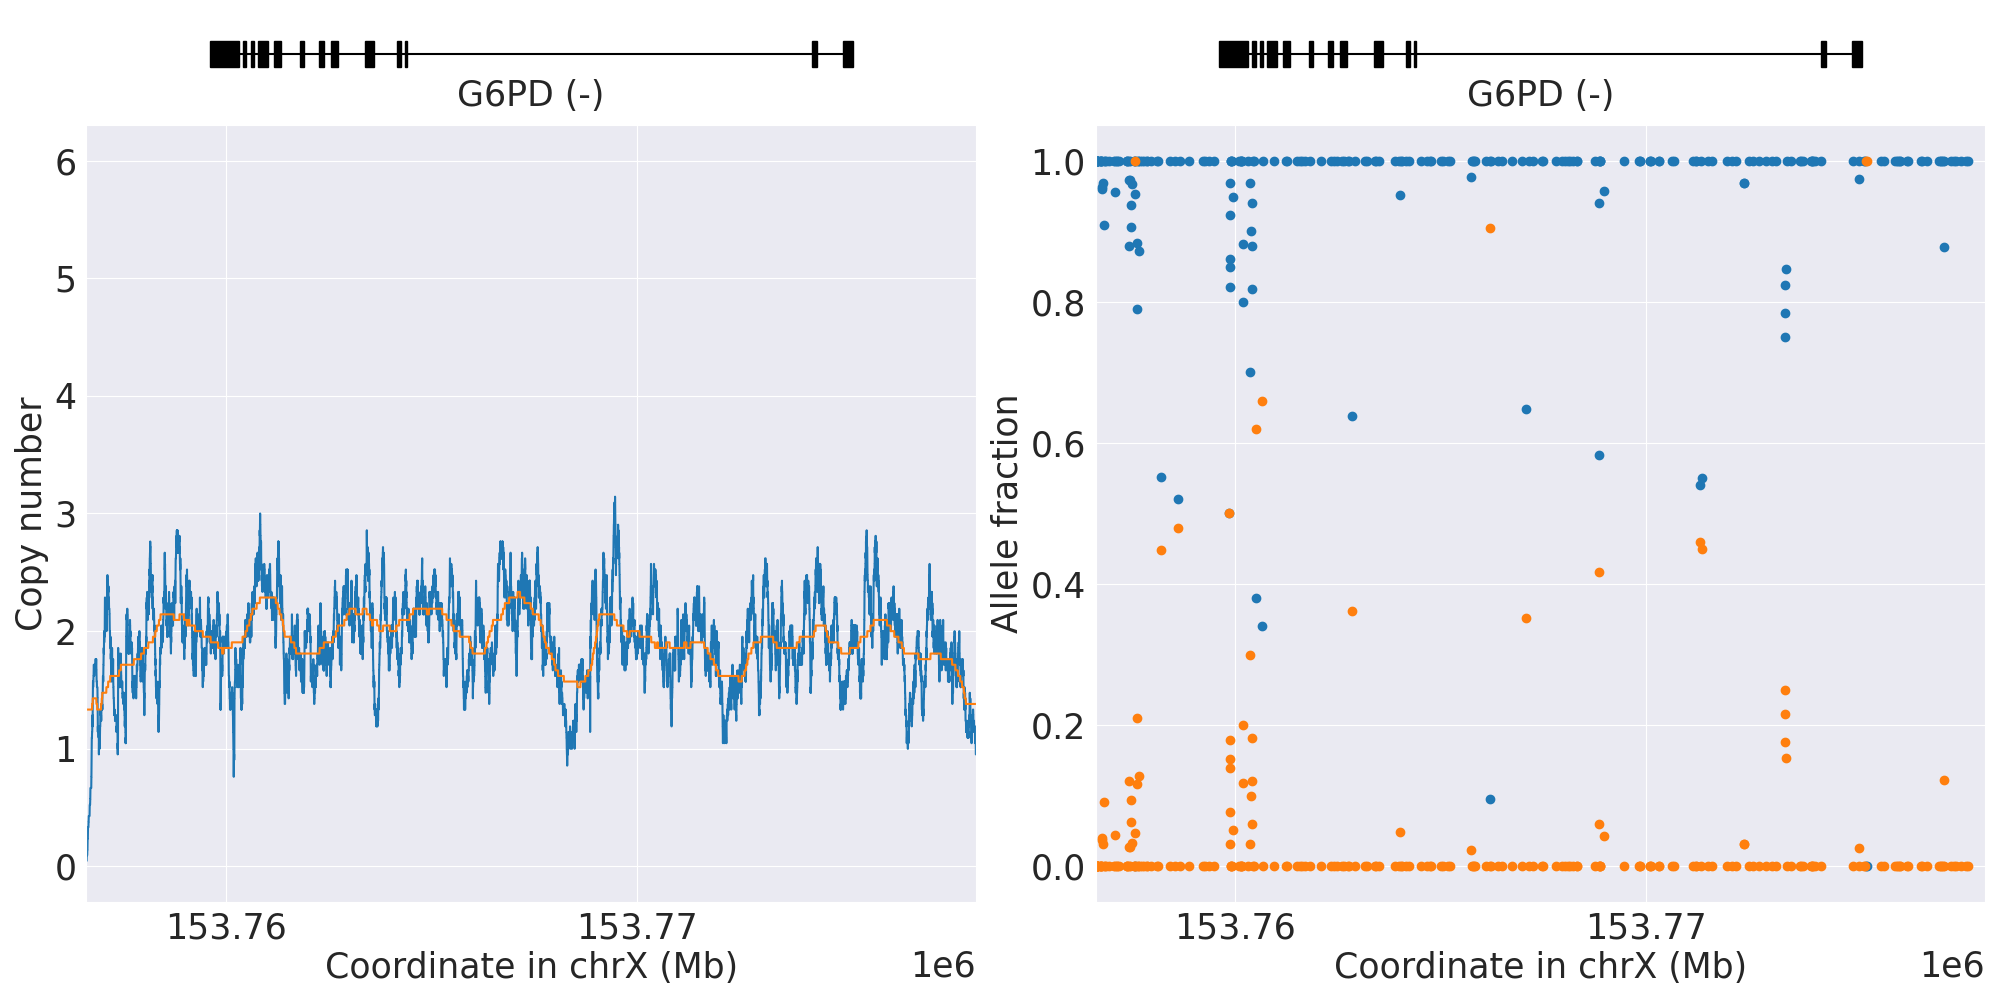 G6PD (-)
6
5
4
3
2
1
0
Copy number
153.76
153.77
Coordinate in chrX (Mb)
1e6
G6PD (-)
1.0
0.8
0.6
0.4
0.2
0.0
Allele fraction
153.76
153.77
Coordinate in chrX (Mb)
1e6